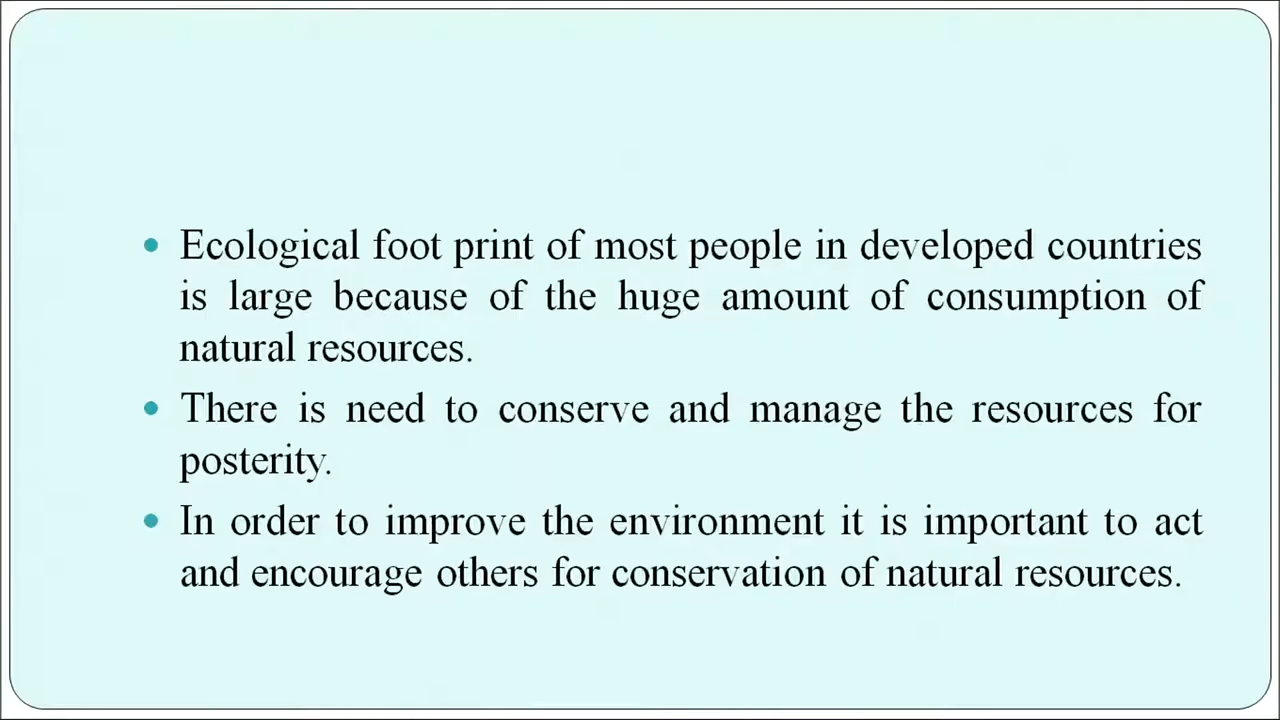 • Ecological foot print of most people in developed countries
is large because of the huge amount of consumption of
natural resources.
• There is need to conserve and manage the resources for
posterity.
• In order to improve the environment it is important to act
and encourage others for conservation of natural resources.